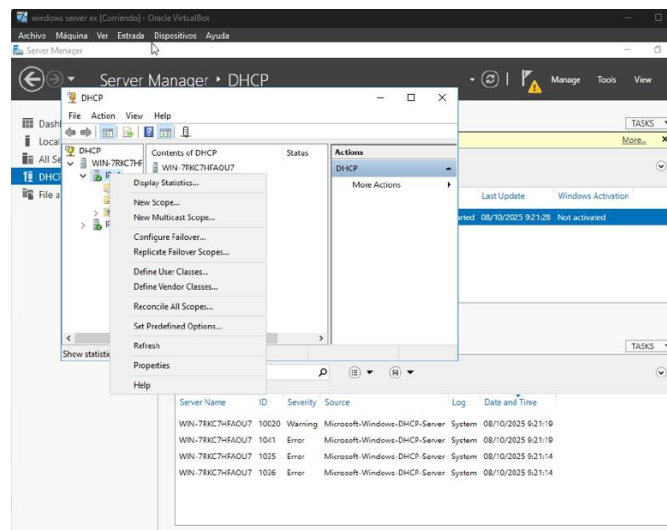 windows server ex [Corriendo] - Oracle VirtualBox
Archivo Máquina Ver Entrada Dispositivos Ayuda
Server Manager
Server Manager • DHCP
Manage Tools View
DHCP
File Action View Help
Dash
Loca
All Se
DHCP
File a
DHCP
WIN-7RKC7HF
Contents of DHCP Status
WIN-7RKC7HFAOU7
Actions
DHCP
More Actions
TASKS
More...
Last Update Windows Activation
arted 08/10/2025 9:21:28 Not activated
Display Statistics...
New Scope...
New Multicast Scope...
Configure Failover...
Replicate Failover Scopes...
Define User Classes...
Define Vendor Classes...
Reconcile All Scopes...
Set Predefined Options...
Refresh
Properties
Help
Show statistic
TASKS
Server Name ID Severity Source Log Date and Time
WIN-7RKC7HFAOU7 10020 Warning Microsoft-Windows-DHCP-Server System 08/10/2025 9:21:19
WIN-7RKC7HFAOU7 1041 Error Microsoft-Windows-DHCP-Server System 08/10/2025 9:21:19
WIN-7RKC7HFAOU7 1035 Error Microsoft-Windows-DHCP-Server System 08/10/2025 9:21:14
WIN-7RKC7HFAOU7 1036 Error Microsoft-Windows-DHCP-Server System 08/10/2025 9:21:14